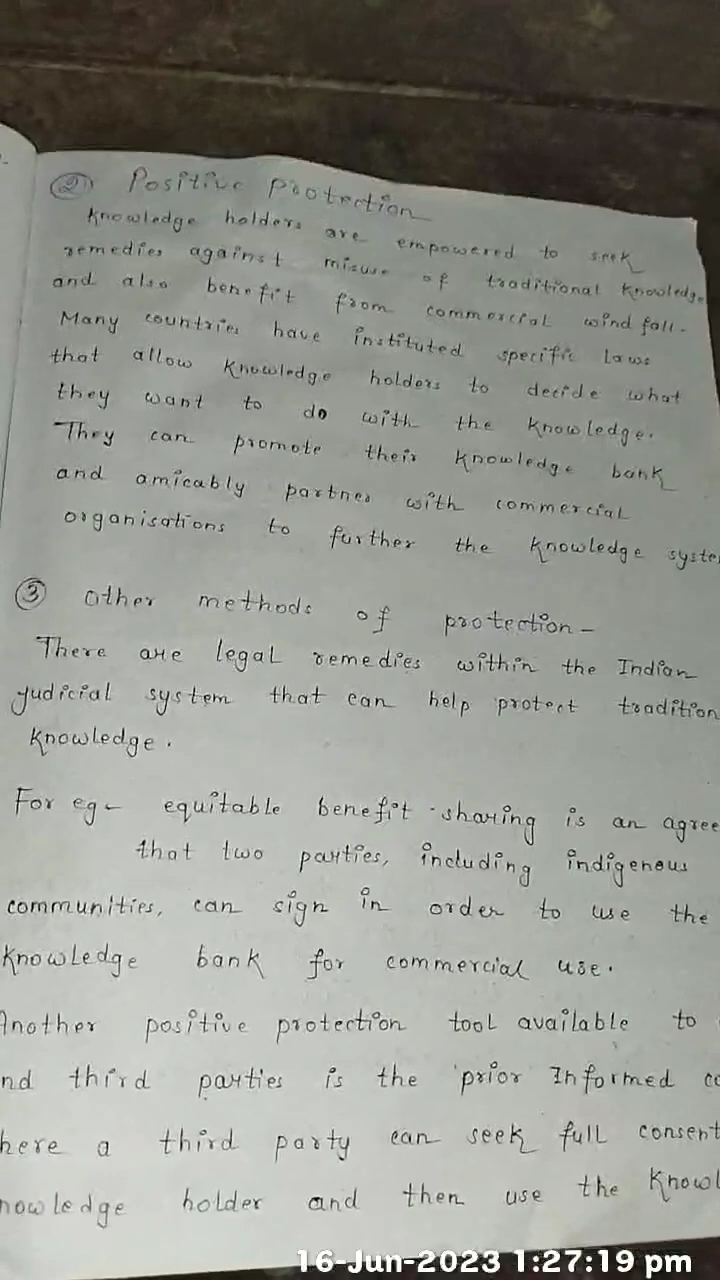 ② Positive protection
Knowledge holders are empowered to seek
remedies against misuse of traditional knowledge
and also benefit from commercial wind fall.
Many countries have instituted specific laws
that allow knowledge holders to decide what
they want to do with the knowledge.
They can promote their knowledge bank
and amicably partner with commercial
organisations to further the knowledge syste
③ Other methods of protection -
There are legal remedies within the Indian
judicial system that can help protect tradition
knowledge.
For eg - equitable benefit-sharing is an agree
that two parties, including indigenous
communities, can sign in order to use the
knowledge bank for commercial use.
Another positive protection tool available to
nd third parties is the 'prior Informed co
here a third party can seek full consent
nowledge holder and then use the knowl
16-Jun-2023 1:27:19 pm